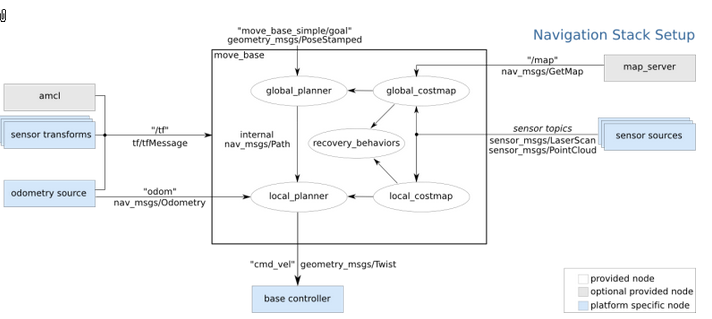 Navigation Stack Setup
"move_base_simple/goal"
geometry_msgs/PoseStamped
move_base
"/map"
nav_msgs/GetMap
map_server
amcl
global_planner
global_costmap
sensor transforms
"/tf"
tf/tfMessage
internal
nav_msgs/Path
recovery_behaviors
sensor topics
sensor_msgs/LaserScan
sensor_msgs/PointCloud
sensor sources
odometry source
"odom"
nav_msgs/Odometry
local_planner
local_costmap
"cmd_vel" geometry_msgs/Twist
base controller
provided node
optional provided node
platform specific node